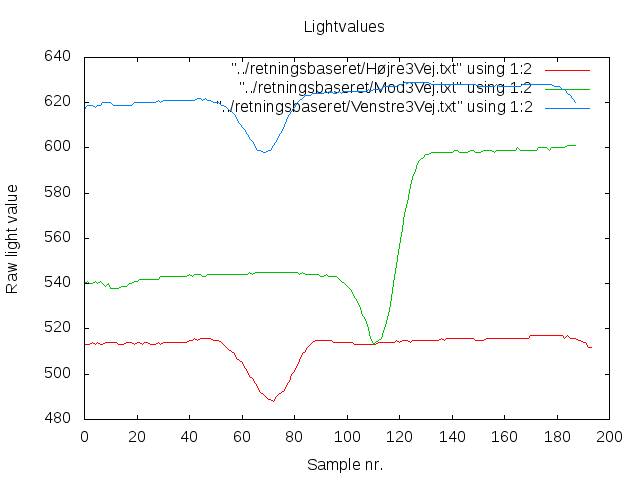 Lightvalues
640
620
600
580
560
540
520
500
480
Raw light value
"../retningsbaseret/Højre3Vej.txt" using 1:2
"../retningsbaseret/Midt3Vej.txt" using 1:2
"../retningsbaseret/Venstre3Vej.txt" using 1:2
0 20 40 60 80 100 120 140 160 180 200
Sample nr.